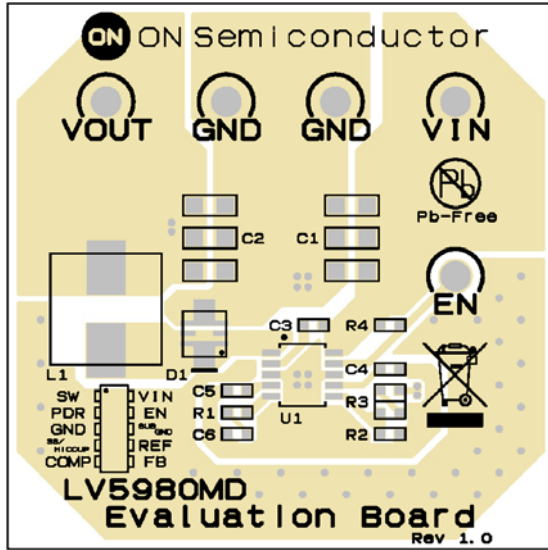 ON ON Semiconductor
VOUT GND GND VIN
Pb
Pb-Free
C2 C1
EN
L1 D1 C3 R4
C5 C4
R1 R3
C6 U1 R2
SW VIN
PDR EN
GND SUBGND
SS/HICCUP REF
COMP FB
LV5980MD
Evaluation Board
Rev 1.0